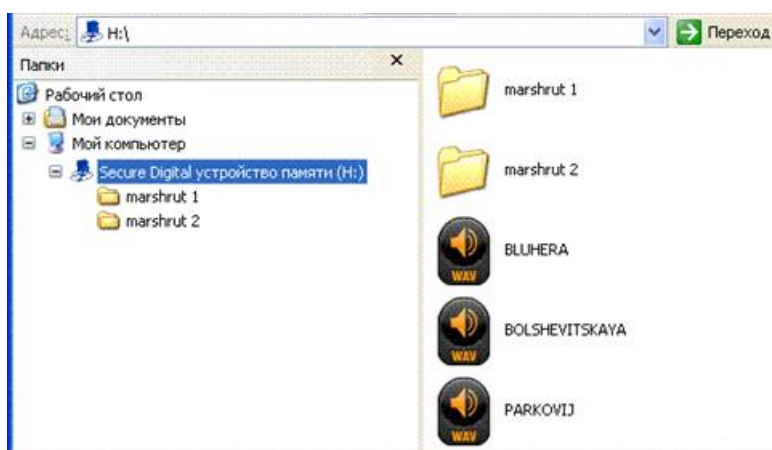 Адрес: H:\ Переход
Папки
Рабочий стол
Мои документы
Мой компьютер
Secure Digital устройство памяти (H:)
marshrut 1
marshrut 2
marshrut 1
marshrut 2
WAV BLUHERA
WAV BOLSHEVITSKAYA
WAV PARKOVIJ